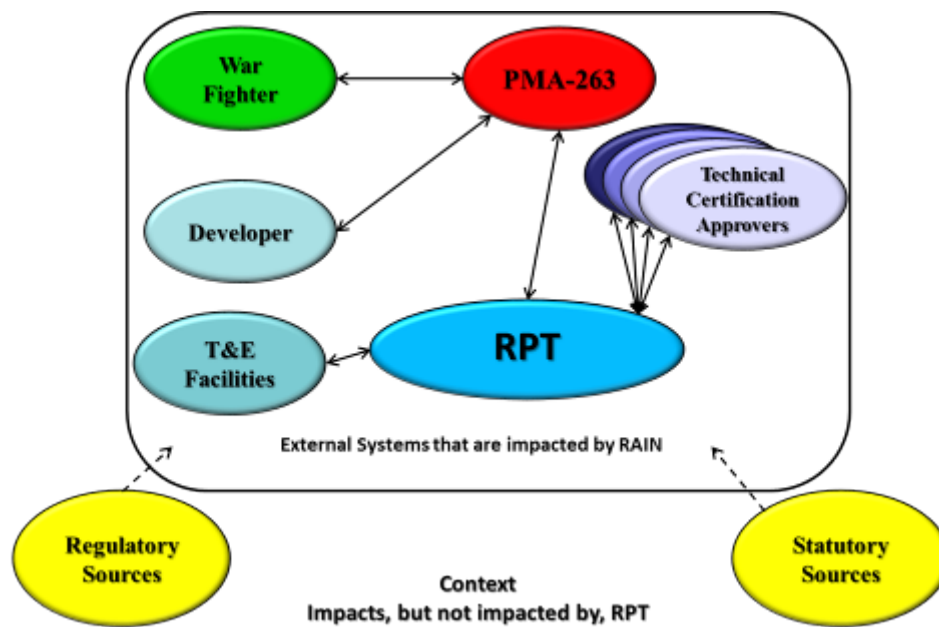 War
Fighter
PMA-263
Technical
Certification
Approvers
Developer
RPT
T&E
Facilities
External Systems that are impacted by RAIN
Regulatory
Sources
Statutory
Sources
Context
Impacts, but not impacted by, RPT